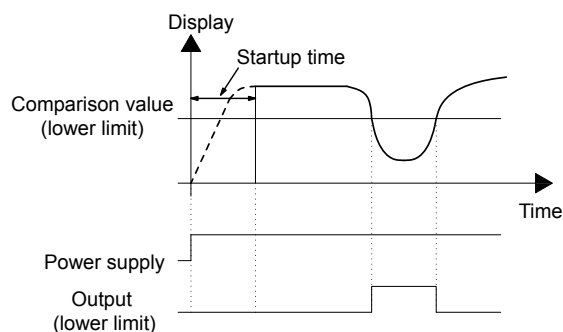 Display
Startup time
Comparison value
(lower limit)
Time
Power supply
Output
(lower limit)